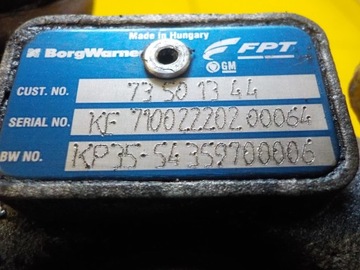 Made in Hungary
BorgWarne FPT
GM
CUST. NO. 73 50 13 44
SERIAL NO. KF 710022202 00064
BW NO. KP35-54359700006